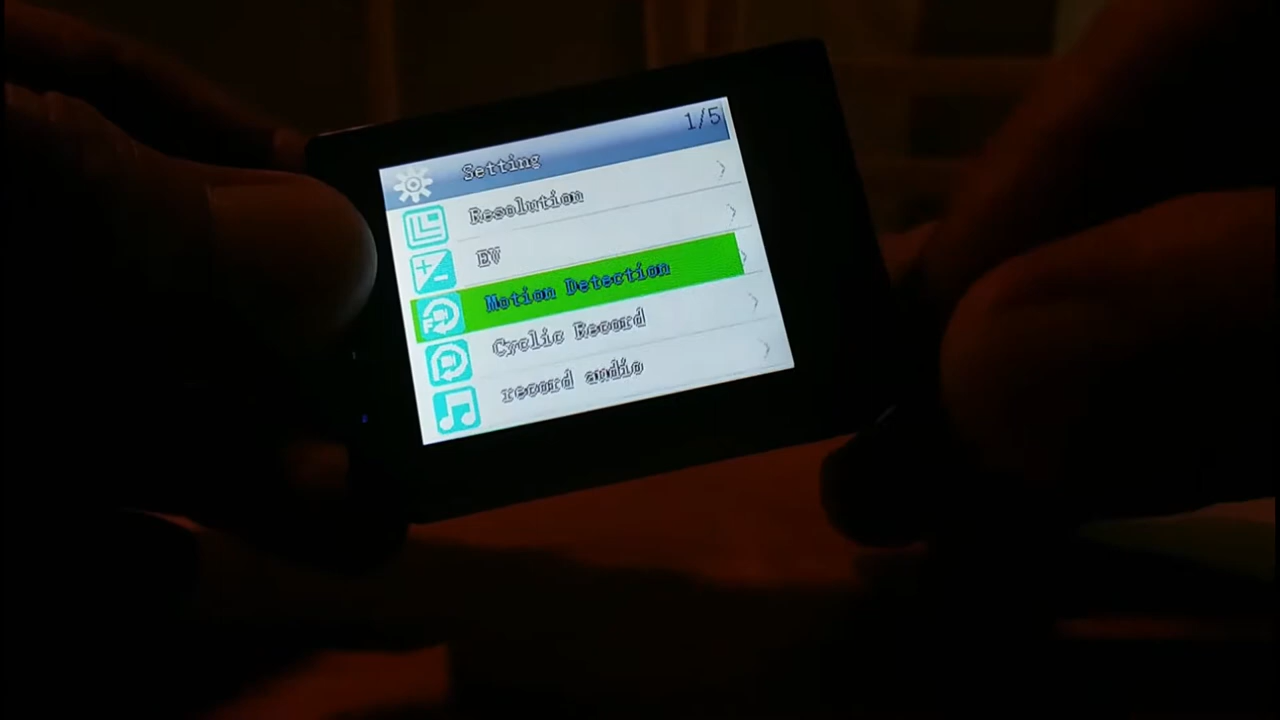 Setting 1/5
Resolution
EV
Motion Detection
Cyclic Record
record audio